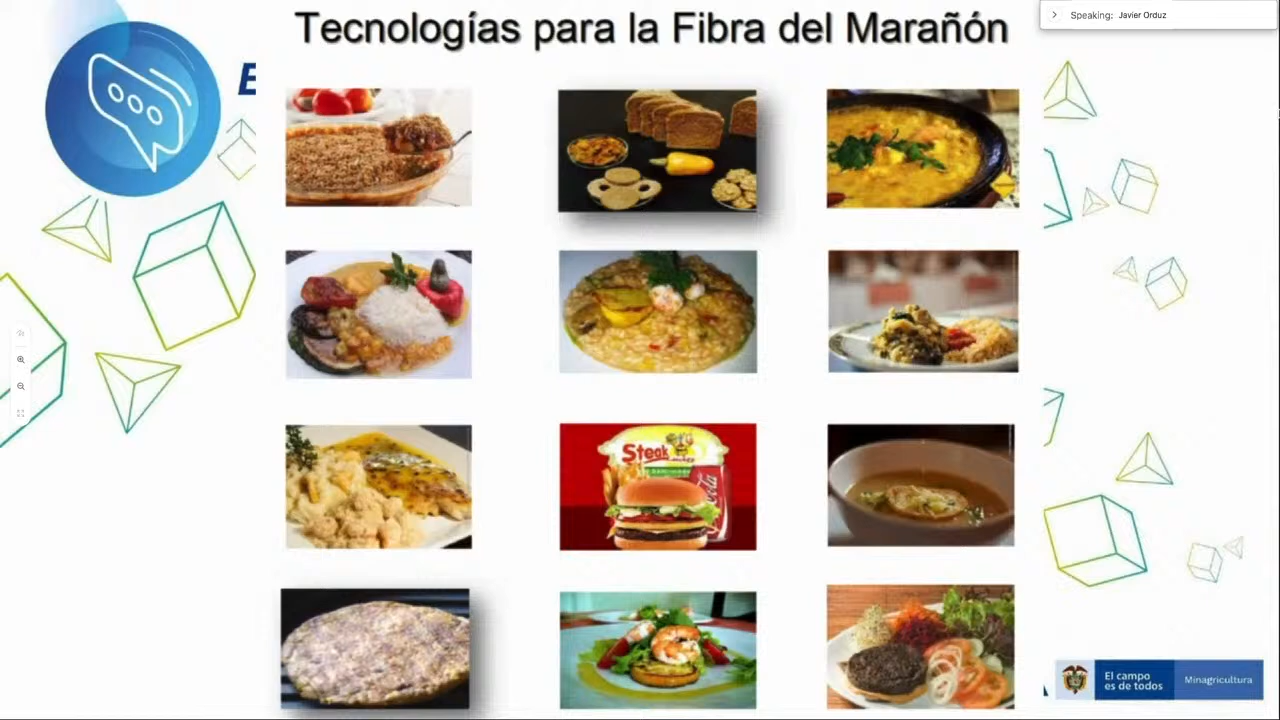 Tecnologías para la Fibra del Marañón
Speaking: Javier Orduz
E
Steak
El campo
es de todos
Minagricultura